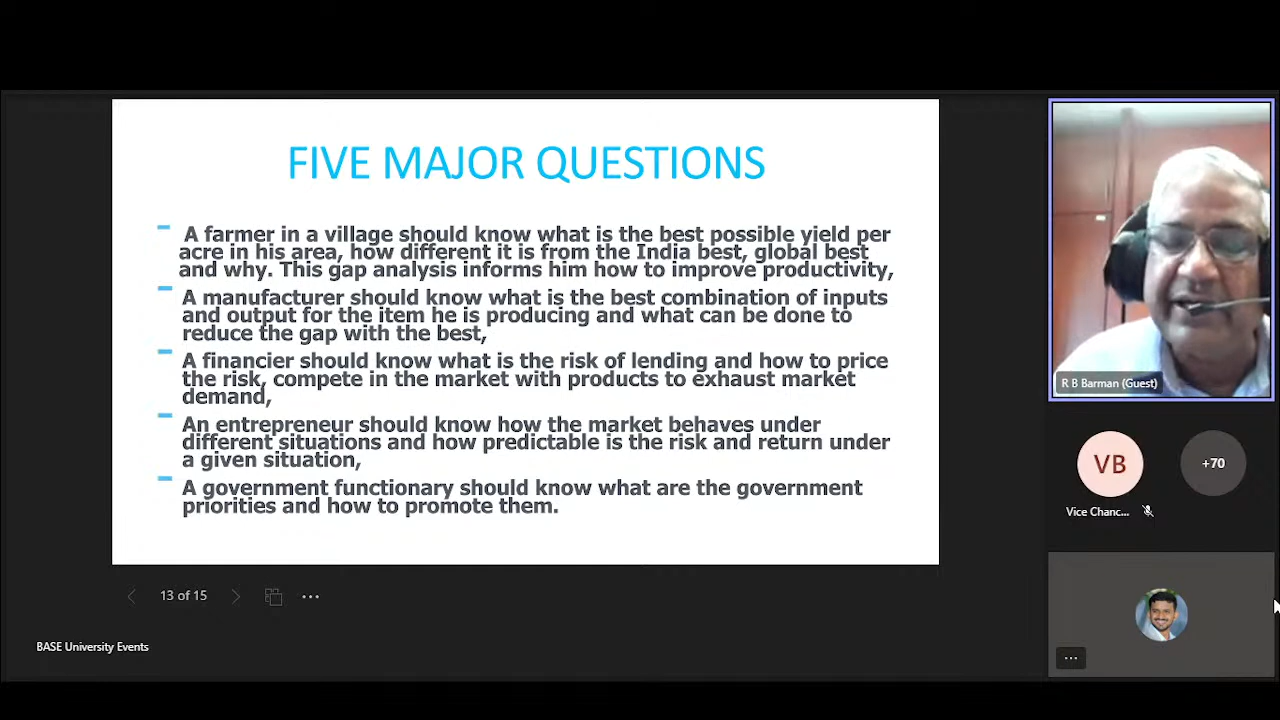 FIVE MAJOR QUESTIONS
A farmer in a village should know what is the best possible yield per
acre in his area, how different it is from the India best, global best
and why. This gap analysis informs him how to improve productivity,
A manufacturer should know what is the best combination of inputs
and output for the item he is producing and what can be done to
reduce the gap with the best,
A financier should know what is the risk of lending and how to price
the risk, compete in the market with products to exhaust market
demand,
An entrepreneur should know how the market behaves under
different situations and how predictable is the risk and return under
a given situation,
A government functionary should know what are the government
priorities and how to promote them.
13 of 15
BASE University Events
R B Barman (Guest)
VB
+70
Vice Chanc...